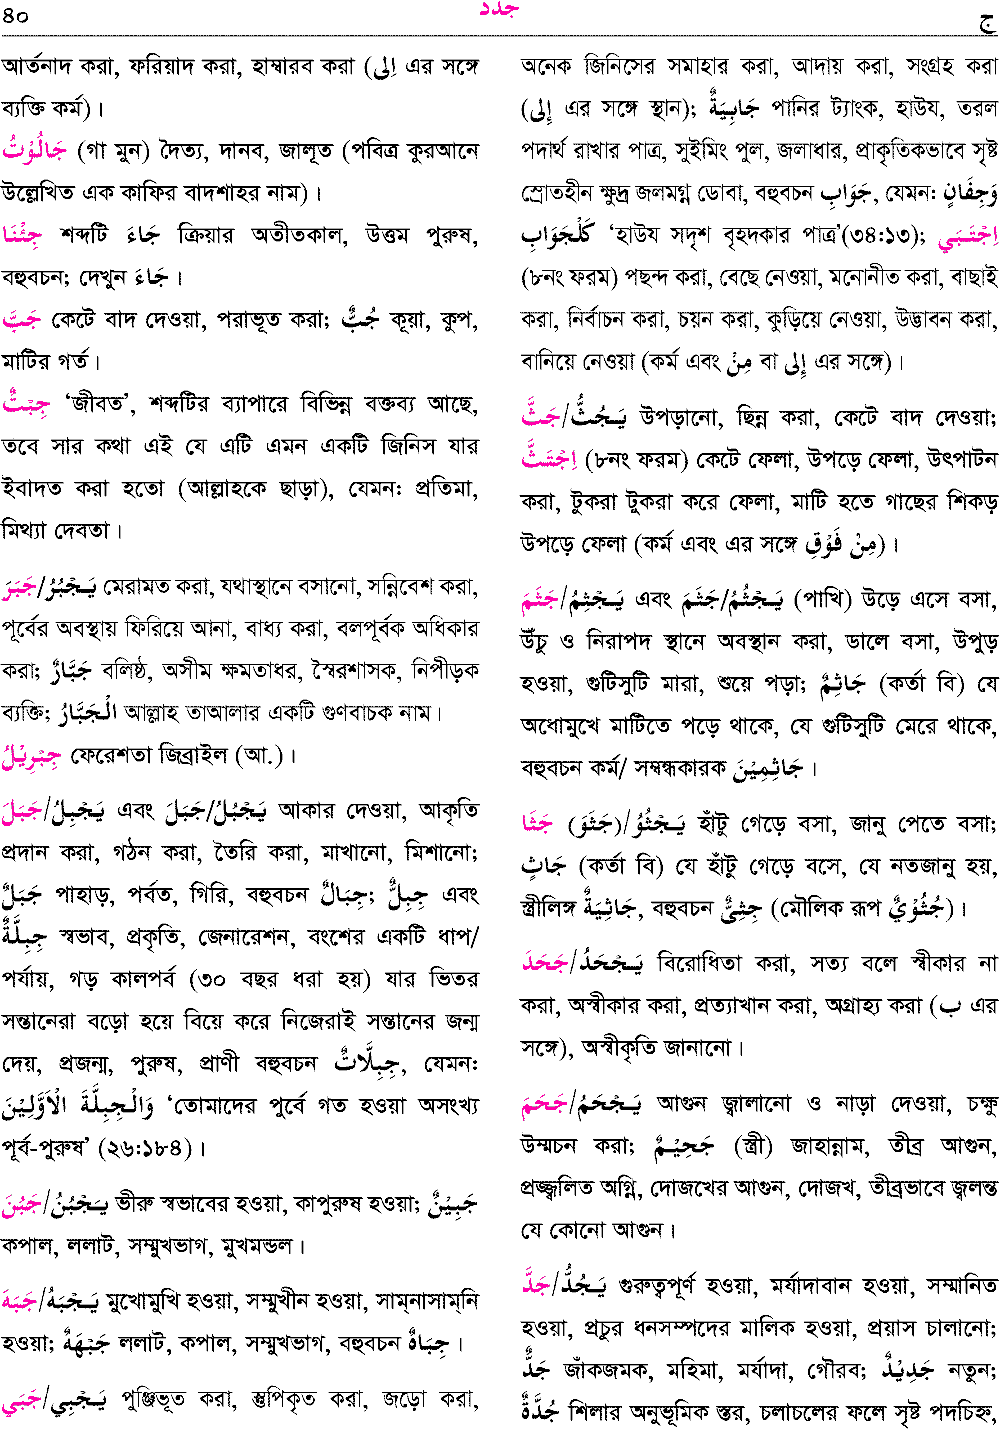 ৪০ جدد ج
আর্তনাদ করা, ফরিয়াদ করা, হাম্বারব করা (إِلى এর সঙ্গে
ব্যক্তি কর্ম)।
جَالُوْتُ (গা মুন) দৈত্য, দানব, জালূত (পবিত্র কুরআনে
উল্লেখিত এক কাফির বাদশাহর নাম)।
جِئْنَا শব্দটি جَاءَ ক্রিয়ার অতীতকাল, উত্তম পুরুষ,
বহুবচন; দেখুন جَاءَ ।
جَبَّ কেটে বাদ দেওয়া, পরাভূত করা; جُبٌّ কূয়া, কুপ,
মাটির গর্ত।
جِبْتٌ ‘জীবত’, শব্দটির ব্যাপারে বিভিন্ন বক্তব্য আছে,
তবে সার কথা এই যে এটি এমন একটি জিনিস যার
ইবাদত করা হতো (আল্লাহকে ছাড়া), যেমন: প্রতিমা,
মিথ্যা দেবতা।
جَبَرَ/يَجْبُرُ মেরামত করা, যথাস্থানে বসানো, সন্নিবেশ করা,
পূর্বের অবস্থায় ফিরিয়ে আনা, বাধ্য করা, বলপূর্বক অধিকার
করা; جَبَّارٌ বলিষ্ঠ, অসীম ক্ষমতাধর, স্বৈরশাসক, নিপীড়ক
ব্যক্তি; الْجَبَّارُ আল্লাহ তাআলার একটি গুণবাচক নাম।
جِبْرِيْلُ ফেরেশতা জিব্রাইল (আ.)।
جَبَلَ/يَجْبِلُ এবং جَبَلَ/يَجْبُلُ আকার দেওয়া, আকৃতি
প্রদান করা, গঠন করা, তৈরি করা, মাখানো, মিশানো;
جَبَلٌ পাহাড়, পর্বত, গিরি, বহুবচন جِبَالٌ; جِبِلٌّ এবং
جِبِلَّةٌ স্বভাব, প্রকৃতি, জেনারেশন, বংশের একটি ধাপ/
পর্যায়, গড় কালপর্ব (৩০ বছর ধরা হয়) যার ভিতর
সন্তানেরা বড়ো হয়ে বিয়ে করে নিজেরাই সন্তানের জন্ম
দেয়, প্রজন্ম, পুরুষ, প্রাণী বহুবচন جِبِلَّاتٌ, যেমন:
وَالْجِبِلَّةَ الْاَوَّلِيْنَ ‘তোমাদের পূর্বে গত হওয়া অসংখ্য
পূর্ব-পুরুষ’ (২৬:১৮৪)।
جَبُنَ/يَجْبُنُ ভীরু স্বভাবের হওয়া, কাপুরুষ হওয়া; جَبِيْنٌ
কপাল, ললাট, সম্মুখভাগ, মুখমন্ডল।
جَبَهَ/يَجْبَهُ মুখোমুখি হওয়া, সম্মুখীন হওয়া, সাম্‌নাসাম্‌নি
হওয়া; جَبْهَةٌ ললাট, কপাল, সম্মুখভাগ, বহুবচন جِبَاهٌ ।
جَبَي/يَجْبِي পুঞ্জিভূত করা, স্তুপিকৃত করা, জড়ো করা,
অনেক জিনিসের সমাহার করা, আদায় করা, সংগ্রহ করা
(إِلى এর সঙ্গে স্থান); جَابِيَةٌ পানির ট্যাংক, হাউয, তরল
পদার্থ রাখার পাত্র, সুইমিং পুল, জলাধার, প্রাকৃতিকভাবে সৃষ্ট
স্রোতহীন ক্ষুদ্র জলমগ্ন ডোবা, বহুবচন جَوَابِ, যেমন: وَجِفَانٍ
كَلْجَوَابِ ‘হাউয সদৃশ বৃহদকার পাত্র’(৩৪:১৩); اِجْتَبَي
(৮নং ফরম) পছন্দ করা, বেছে নেওয়া, মনোনীত করা, বাছাই
করা, নির্বাচন করা, চয়ন করা, কুড়িয়ে নেওয়া, উদ্ভাবন করা,
বানিয়ে নেওয়া (কর্ম এবং مِنْ বা إِلى এর সঙ্গে)।
جَثَّ/يَجُثُّ উপড়ানো, ছিন্ন করা, কেটে বাদ দেওয়া;
اِجْتَثَّ (৮নং ফরম) কেটে ফেলা, উপড়ে ফেলা, উৎপাটন
করা, টুকরা টুকরা করে ফেলা, মাটি হতে গাছের শিকড়
উপড়ে ফেলা (কর্ম এবং এর সঙ্গে مِنْ فَوْقِ)।
جَثَمَ/يَجْثِمُ এবং جَثَمَ/يَجْثُمُ (পাখি) উড়ে এসে বসা,
উঁচু ও নিরাপদ স্থানে অবস্থান করা, ডালে বসা, উপুড়
হওয়া, গুটিসুটি মারা, শুয়ে পড়া; جَاثِمٌ (কর্তা বি) যে
অধোমুখে মাটিতে পড়ে থাকে, যে গুটিসুটি মেরে থাকে,
বহুবচন কর্ম/ সম্বন্ধকারক جَاثِمِيْنَ ।
جَثَا (جَثَوَ)/يَجْثُوُ হাঁটু গেড়ে বসা, জানু পেতে বসা;
جَاثٍ (কর্তা বি) যে হাঁটু গেড়ে বসে, যে নতজানু হয়,
স্ত্রীলিঙ্গ جَاثِيَةٌ, বহুবচন جِثِيٌّ (মৌলিক রূপ جُثُوْيٌ)।
جَحَدَ/يَجْحَدُ বিরোধিতা করা, সত্য বলে স্বীকার না
করা, অস্বীকার করা, প্রত্যাখান করা, অগ্রাহ্য করা (ب এর
সঙ্গে), অস্বীকৃতি জানানো।
جَحَمَ/يَجْحَمُ আগুন জ্বালানো ও নাড়া দেওয়া, চক্ষু
উম্মচন করা; جَحِيْمٌ (স্ত্রী) জাহান্নাম, তীব্র আগুন,
প্রজ্জ্বলিত অগ্নি, দোজখের আগুন, দোজখ, তীব্রভাবে জ্বলন্ত
যে কোনো আগুন।
جَدَّ/يَجُدُّ গুরুত্বপূর্ণ হওয়া, মর্যাদাবান হওয়া, সম্মানিত
হওয়া, প্রচুর ধনসম্পদের মালিক হওয়া, প্রয়াস চালানো;
جَدٌّ জাঁকজমক, মহিমা, মর্যাদা, গৌরব; جَدِيْدٌ নতুন;
جُدَّةٌ শিলার অনুভূমিক স্তর, চলাচলের ফলে সৃষ্ট পদচিহ্ন,